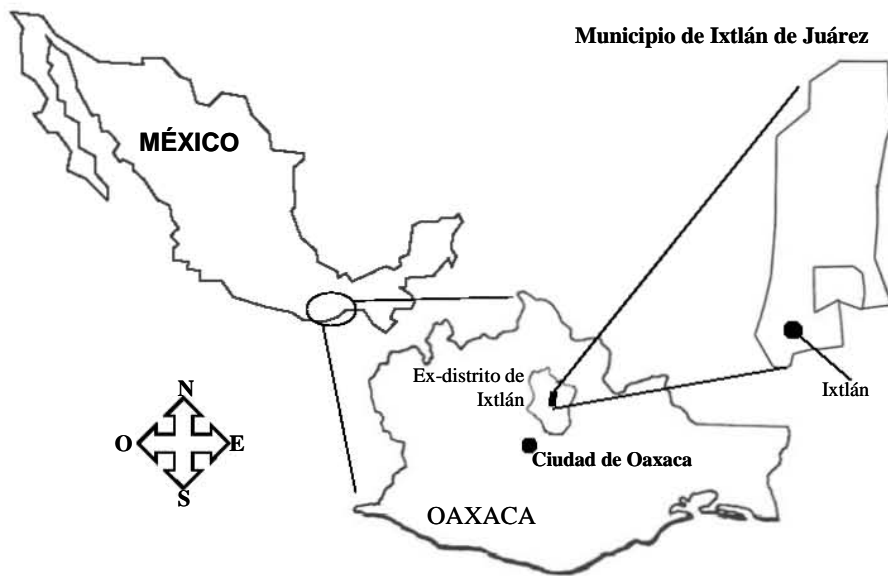 Municipio de Ixtlán de Juárez
MÉXICO
Ex-distrito de
Ixtlán
Ixtlán
N
O
E
S
Ciudad de Oaxaca
OAXACA